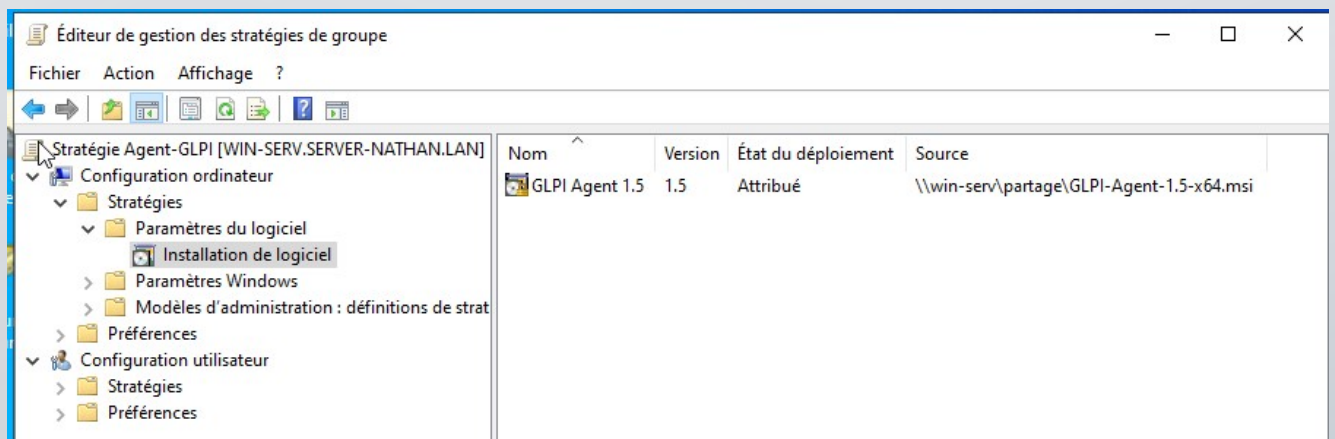 Éditeur de gestion des stratégies de groupe
Fichier Action Affichage ?
Stratégie Agent-GLPI [WIN-SERV.SERVER-NATHAN.LAN]
Configuration ordinateur
Stratégies
Paramètres du logiciel
Installation de logiciel
Paramètres Windows
Modèles d'administration : définitions de strat
Préférences
Configuration utilisateur
Stratégies
Préférences
Nom Version État du déploiement Source
GLPI Agent 1.5 1.5 Attribué \\win-serv\partage\GLPI-Agent-1.5-x64.msi